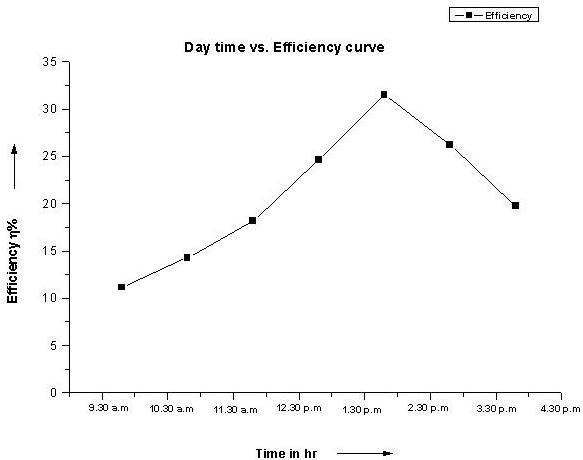 Efficiency
Day time vs. Efficiency curve
35
30
25
20
15
10
5
0
Efficiency η%
9.30 a.m 10.30 a.m 11.30 a.m 12.30 p.m 1.30 p.m 2.30 p.m 3.30 p.m 4.30 p.m
Time in hr